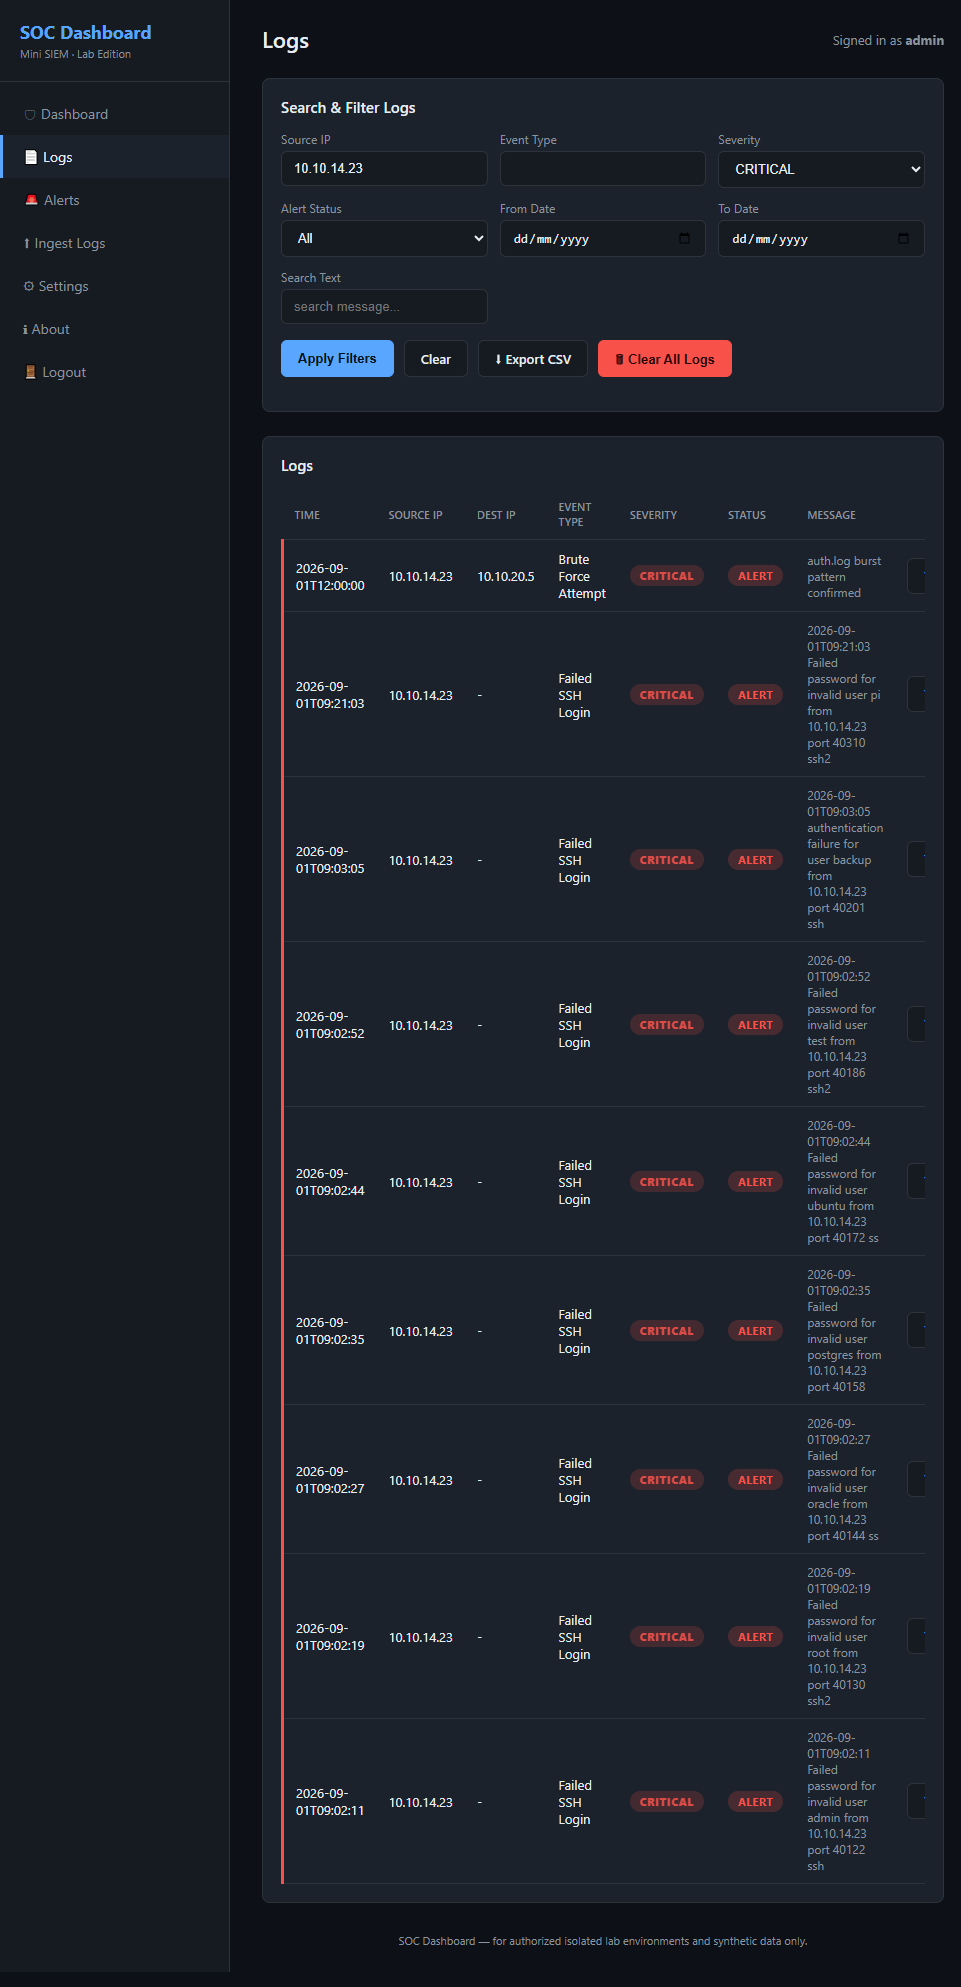 SOC Dashboard
Mini SIEM · Lab Edition
Dashboard
Logs
Alerts
Ingest Logs
Settings
About
Logout
Logs
Signed in as admin
Search & Filter Logs
Source IP
Event Type
Severity
10.10.14.23
CRITICAL
Alert Status
From Date
To Date
All
dd/mm/yyyy
dd/mm/yyyy
Search Text
search message...
Apply Filters
Clear
⬇ Export CSV
Clear All Logs
Logs
TIME
SOURCE IP
DEST IP
EVENT
TYPE
SEVERITY
STATUS
MESSAGE
2026-09-
01T12:00:00
10.10.14.23
10.10.20.5
Brute
Force
Attempt
CRITICAL
ALERT
auth.log burst
pattern
confirmed
2026-09-
01T09:21:03
10.10.14.23
-
Failed
SSH
Login
CRITICAL
ALERT
2026-09-
01T09:21:03
Failed
password for
invalid user pi
from
10.10.14.23
port 40310
ssh2
2026-09-
01T09:03:05
10.10.14.23
-
Failed
SSH
Login
CRITICAL
ALERT
2026-09-
01T09:03:05
authentication
failure for
user backup
from
10.10.14.23
port 40201
ssh
2026-09-
01T09:02:52
10.10.14.23
-
Failed
SSH
Login
CRITICAL
ALERT
2026-09-
01T09:02:52
Failed
password for
invalid user
test from
10.10.14.23
port 40186
ssh2
2026-09-
01T09:02:44
10.10.14.23
-
Failed
SSH
Login
CRITICAL
ALERT
2026-09-
01T09:02:44
Failed
password for
invalid user
ubuntu from
10.10.14.23
port 40172 ss
2026-09-
01T09:02:35
10.10.14.23
-
Failed
SSH
Login
CRITICAL
ALERT
2026-09-
01T09:02:35
Failed
password for
invalid user
postgres from
10.10.14.23
port 40158
2026-09-
01T09:02:27
10.10.14.23
-
Failed
SSH
Login
CRITICAL
ALERT
2026-09-
01T09:02:27
Failed
password for
invalid user
oracle from
10.10.14.23
port 40144 ss
2026-09-
01T09:02:19
10.10.14.23
-
Failed
SSH
Login
CRITICAL
ALERT
2026-09-
01T09:02:19
Failed
password for
invalid user
root from
10.10.14.23
port 40130
ssh2
2026-09-
01T09:02:11
10.10.14.23
-
Failed
SSH
Login
CRITICAL
ALERT
2026-09-
01T09:02:11
Failed
password for
invalid user
admin from
10.10.14.23
port 40122
ssh
SOC Dashboard — for authorized isolated lab environments and synthetic data only.